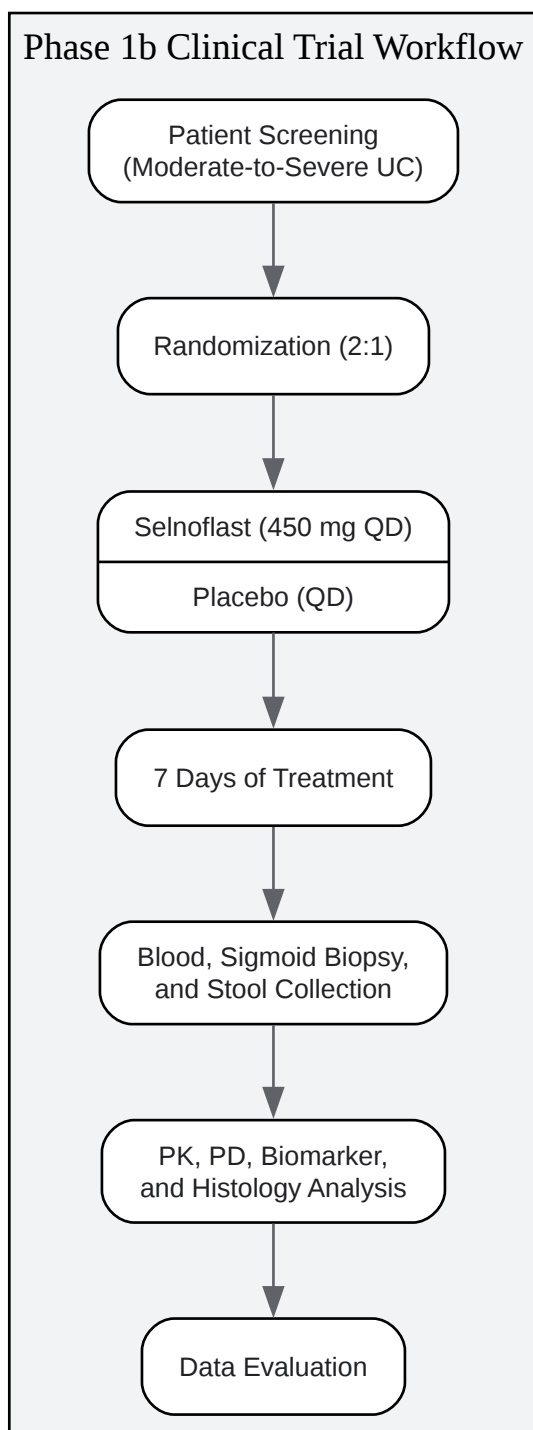 Phase 1b Clinical Trial Workflow
Patient Screening
(Moderate-to-Severe UC)
Randomization (2:1)
Selnoflast (450 mg QD)
Placebo (QD)
7 Days of Treatment
Blood, Sigmoid Biopsy,
and Stool Collection
PK, PD, Biomarker,
and Histology Analysis
Data Evaluation